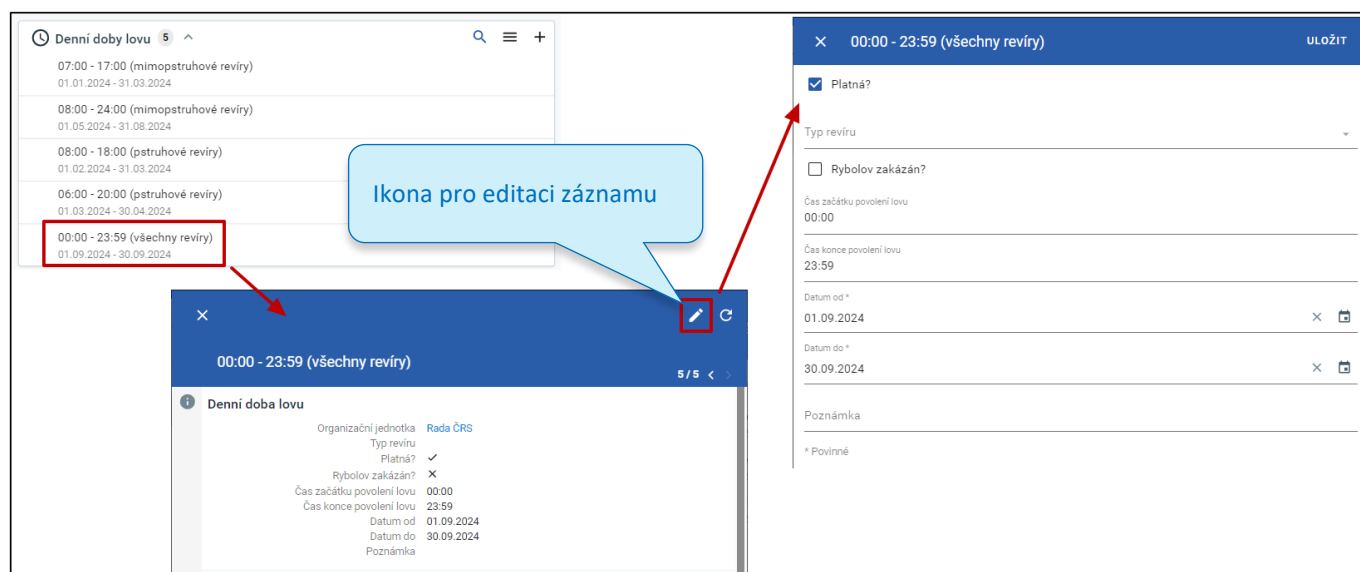 Denní doby lovu 5
07:00 - 17:00 (mimopstruhové revíry)
01.01.2024 - 31.03.2024
08:00 - 24:00 (mimopstruhové revíry)
01.05.2024 - 31.08.2024
08:00 - 18:00 (pstruhové revíry)
01.02.2024 - 31.03.2024
06:00 - 20:00 (pstruhové revíry)
01.03.2024 - 30.04.2024
00:00 - 23:59 (všechny revíry)
01.09.2024 - 30.09.2024
Ikona pro editaci záznamu
00:00 - 23:59 (všechny revíry)
5/5
Denní doba lovu
Organizační jednotka Rada ČRS
Typ revíru
Platná?
Rybolov zakázán?
Čas začátku povolení lovu 00:00
Čas konce povolení lovu 23:59
Datum od 01.09.2024
Datum do 30.09.2024
Poznámka
00:00 - 23:59 (všechny revíry) ULOŽIT
Platná?
Typ revíru
Rybolov zakázán?
Čas začátku povolení lovu
00:00
Čas konce povolení lovu
23:59
Datum od *
01.09.2024
Datum do *
30.09.2024
Poznámka
* Povinné